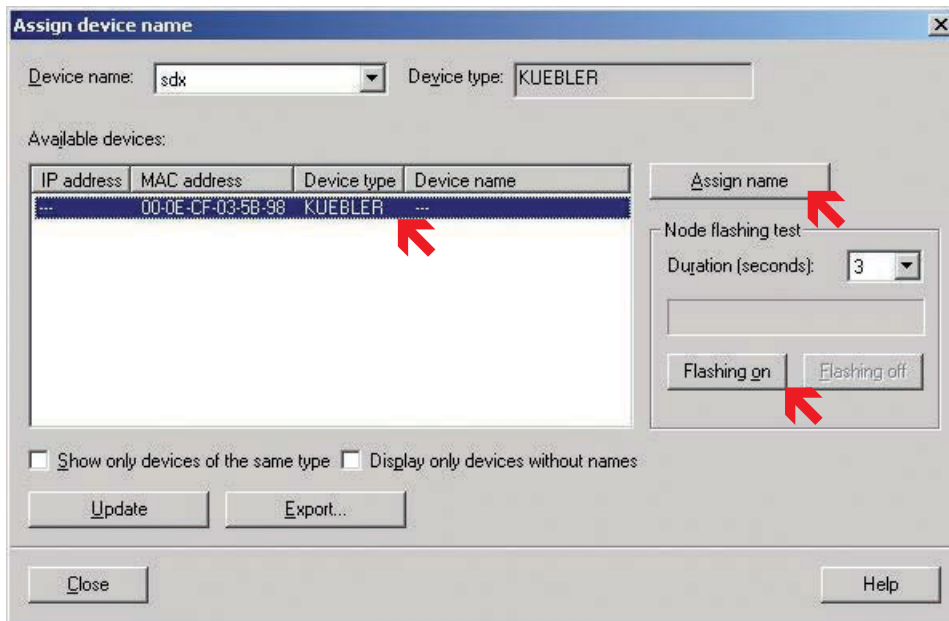 Assign device name
Device name: sdx Device type: KUEBLER
Available devices:
IP address MAC address Device type Device name
--- 00-0E-CF-03-5B-98 KUEBLER ---
Assign name
Node flashing test
Duration (seconds): 3
Flashing on Flashing off
Show only devices of the same type Display only devices without names
Update Export...
Close Help